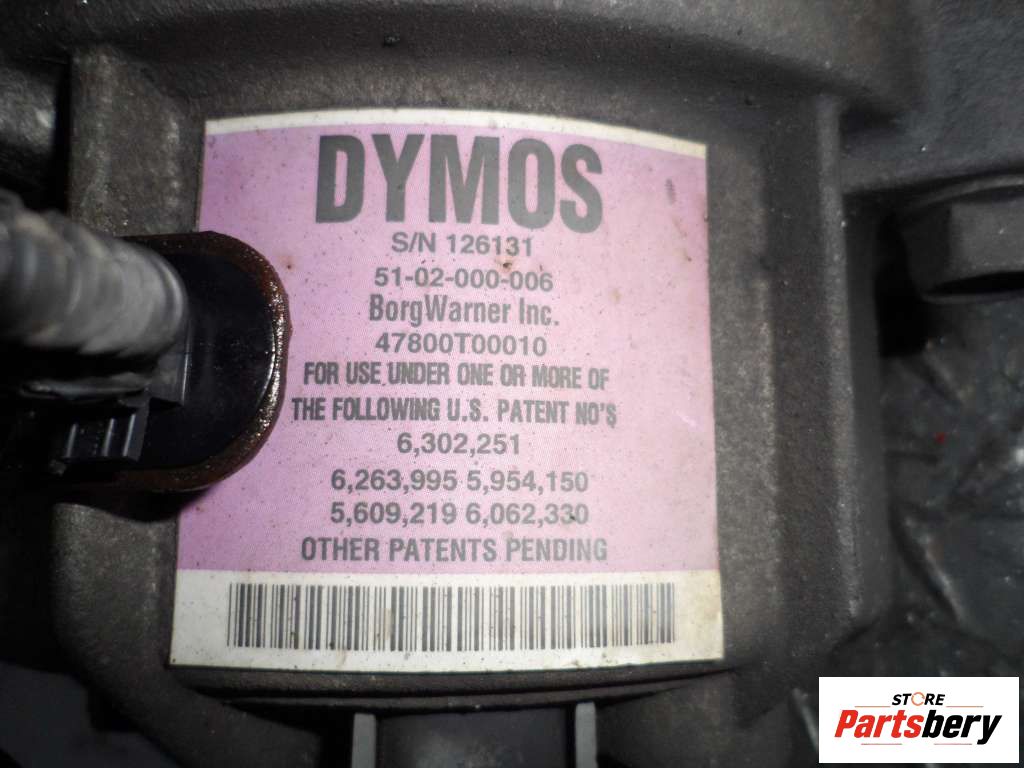 DYMOS
S/N 126131
51-02-000-006
BorgWarner Inc.
47800T00010
FOR USE UNDER ONE OR MORE OF
THE FOLLOWING U.S. PATENT NO'S
6,302,251
6,263,995 5,954,150
5,609,219 6,062,330
OTHER PATENTS PENDING
STORE
Partsbery